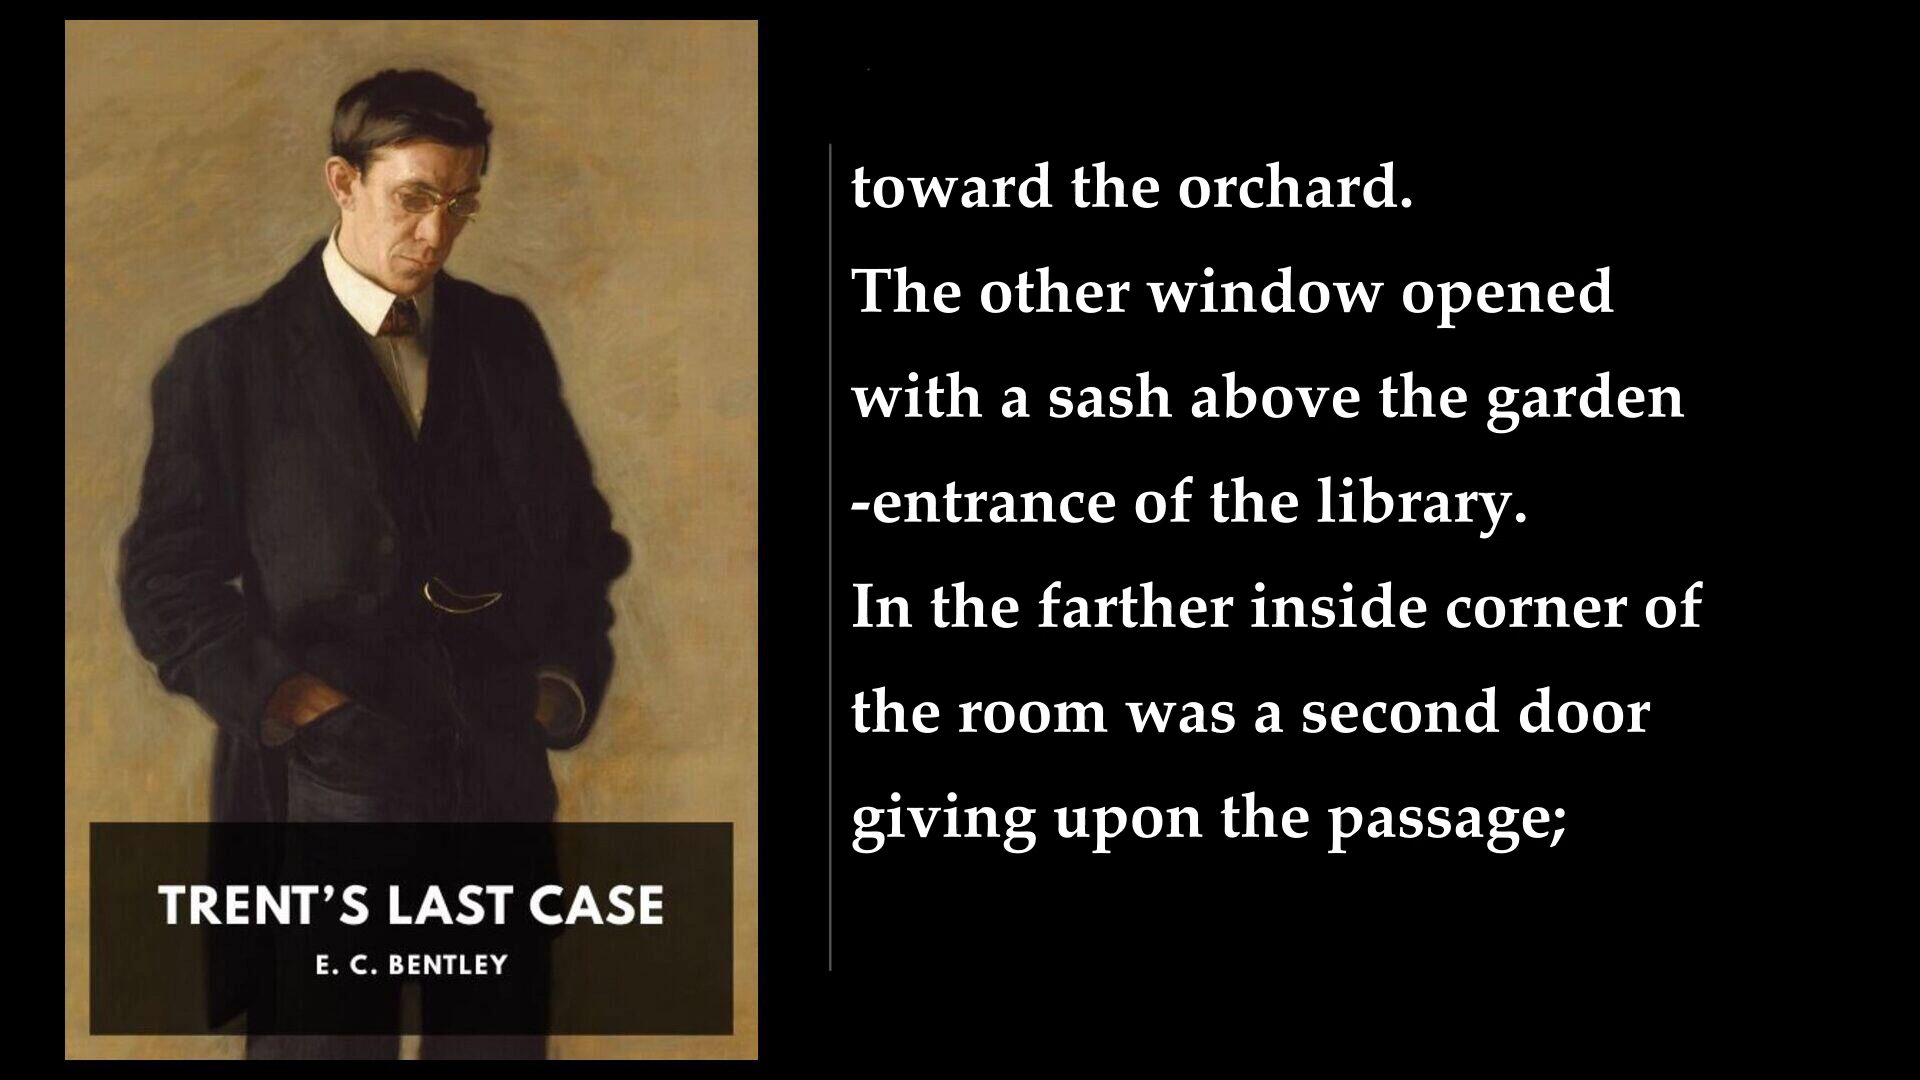 TRENT’S LAST CASE
E. C. BENTLEY
toward the orchard.
The other window opened
with a sash above the garden
-entrance of the library.
In the farther inside corner of
the room was a second door
giving upon the passage;